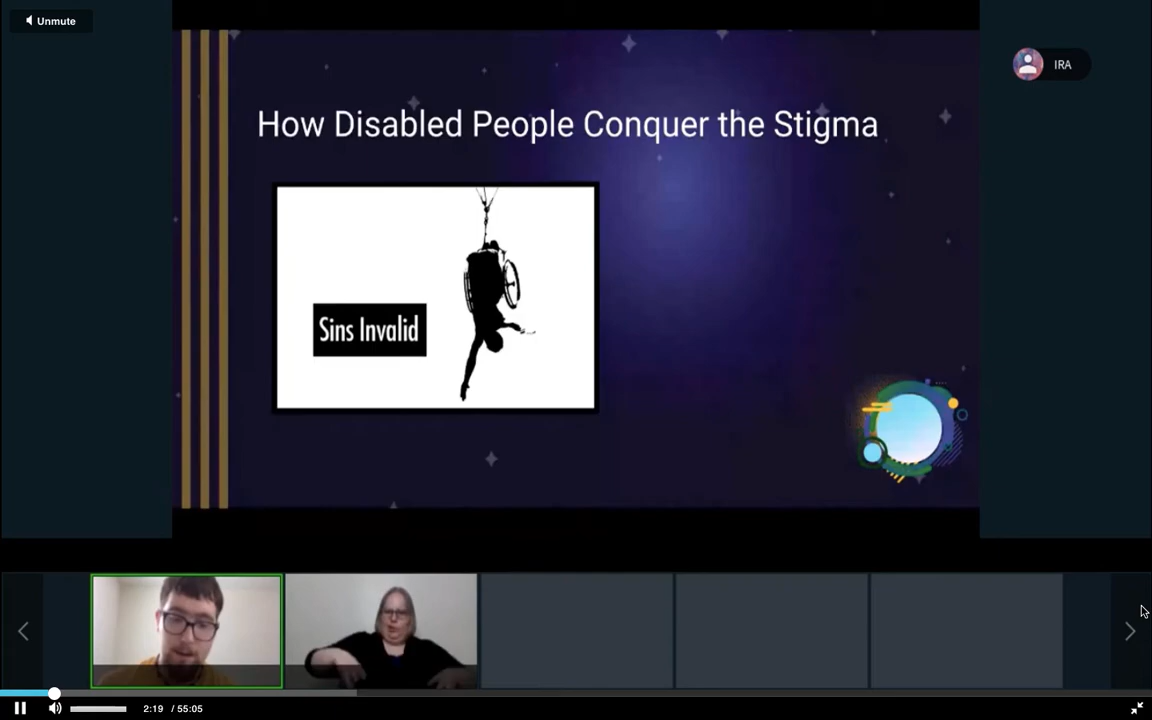 Unmute
IRA
How Disabled People Conquer the Stigma
Sins Invalid
2:19 / 55:05